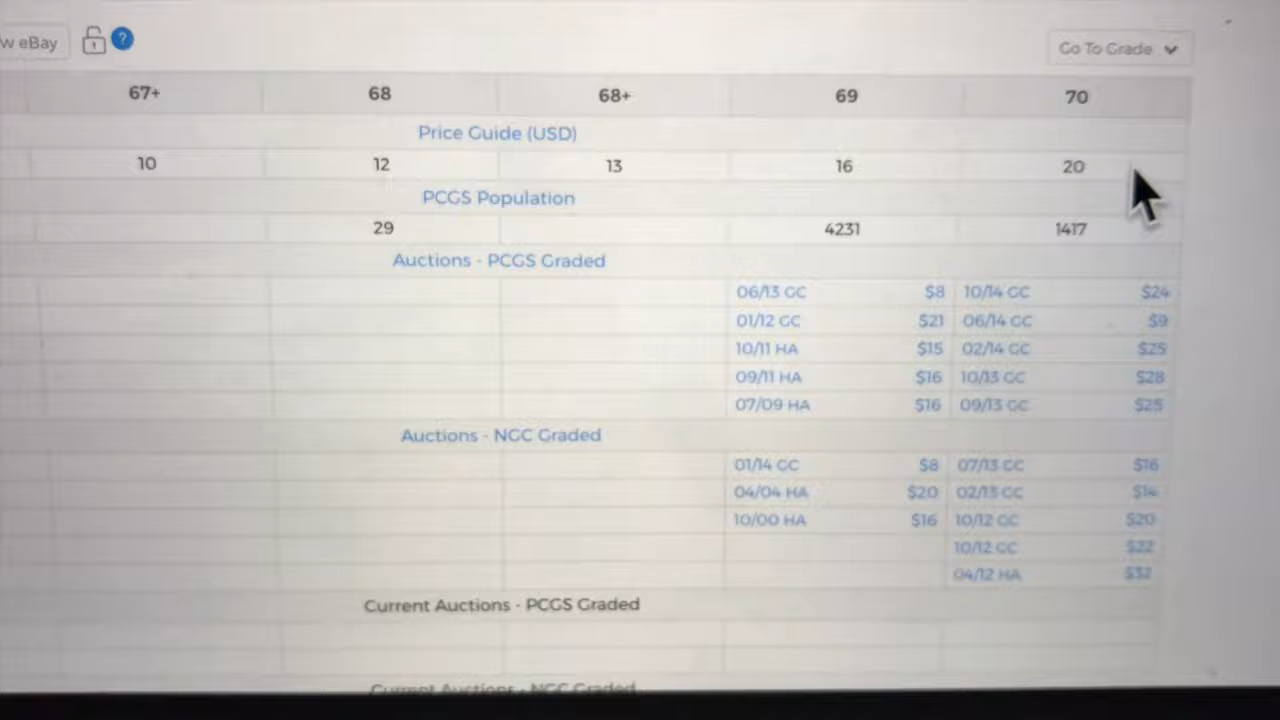 w eBay ? Go To Grade
67+ 68 68+ 69 70
Price Guide (USD)
10 12 13 16 20
PCGS Population
29 4231 1417
Auctions - PCGS Graded
06/13 GC $8 10/14 GC $24
01/12 GC $21 06/14 GC $9
10/11 HA $15 02/14 GC $25
09/11 HA $16 10/13 GC $28
07/09 HA $16 09/13 GC $25
Auctions - NGC Graded
01/14 GC $8 07/13 GC $16
04/04 HA $20 02/13 GC $14
10/00 HA $16 10/12 GC $20
10/12 GC $22
04/12 HA $32
Current Auctions - PCGS Graded
Current Auctions - NGC Graded